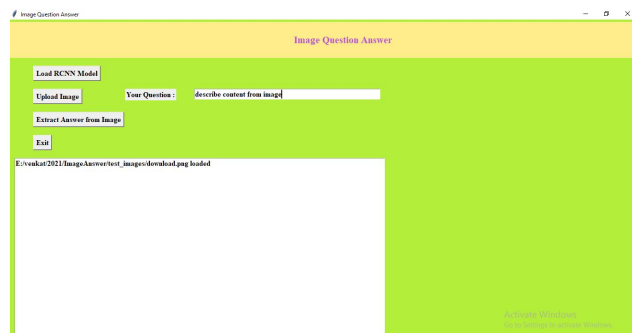 Image Question Answer
Image Question Answer
Load RCNN Model
Upload Image
Your Question :
describe content from image
Extract Answer from Image
Exit
E:/venkat/2021/ImageAnswer/test_images/download.png loaded
Activate Windows
Go to Settings to activate Windows.